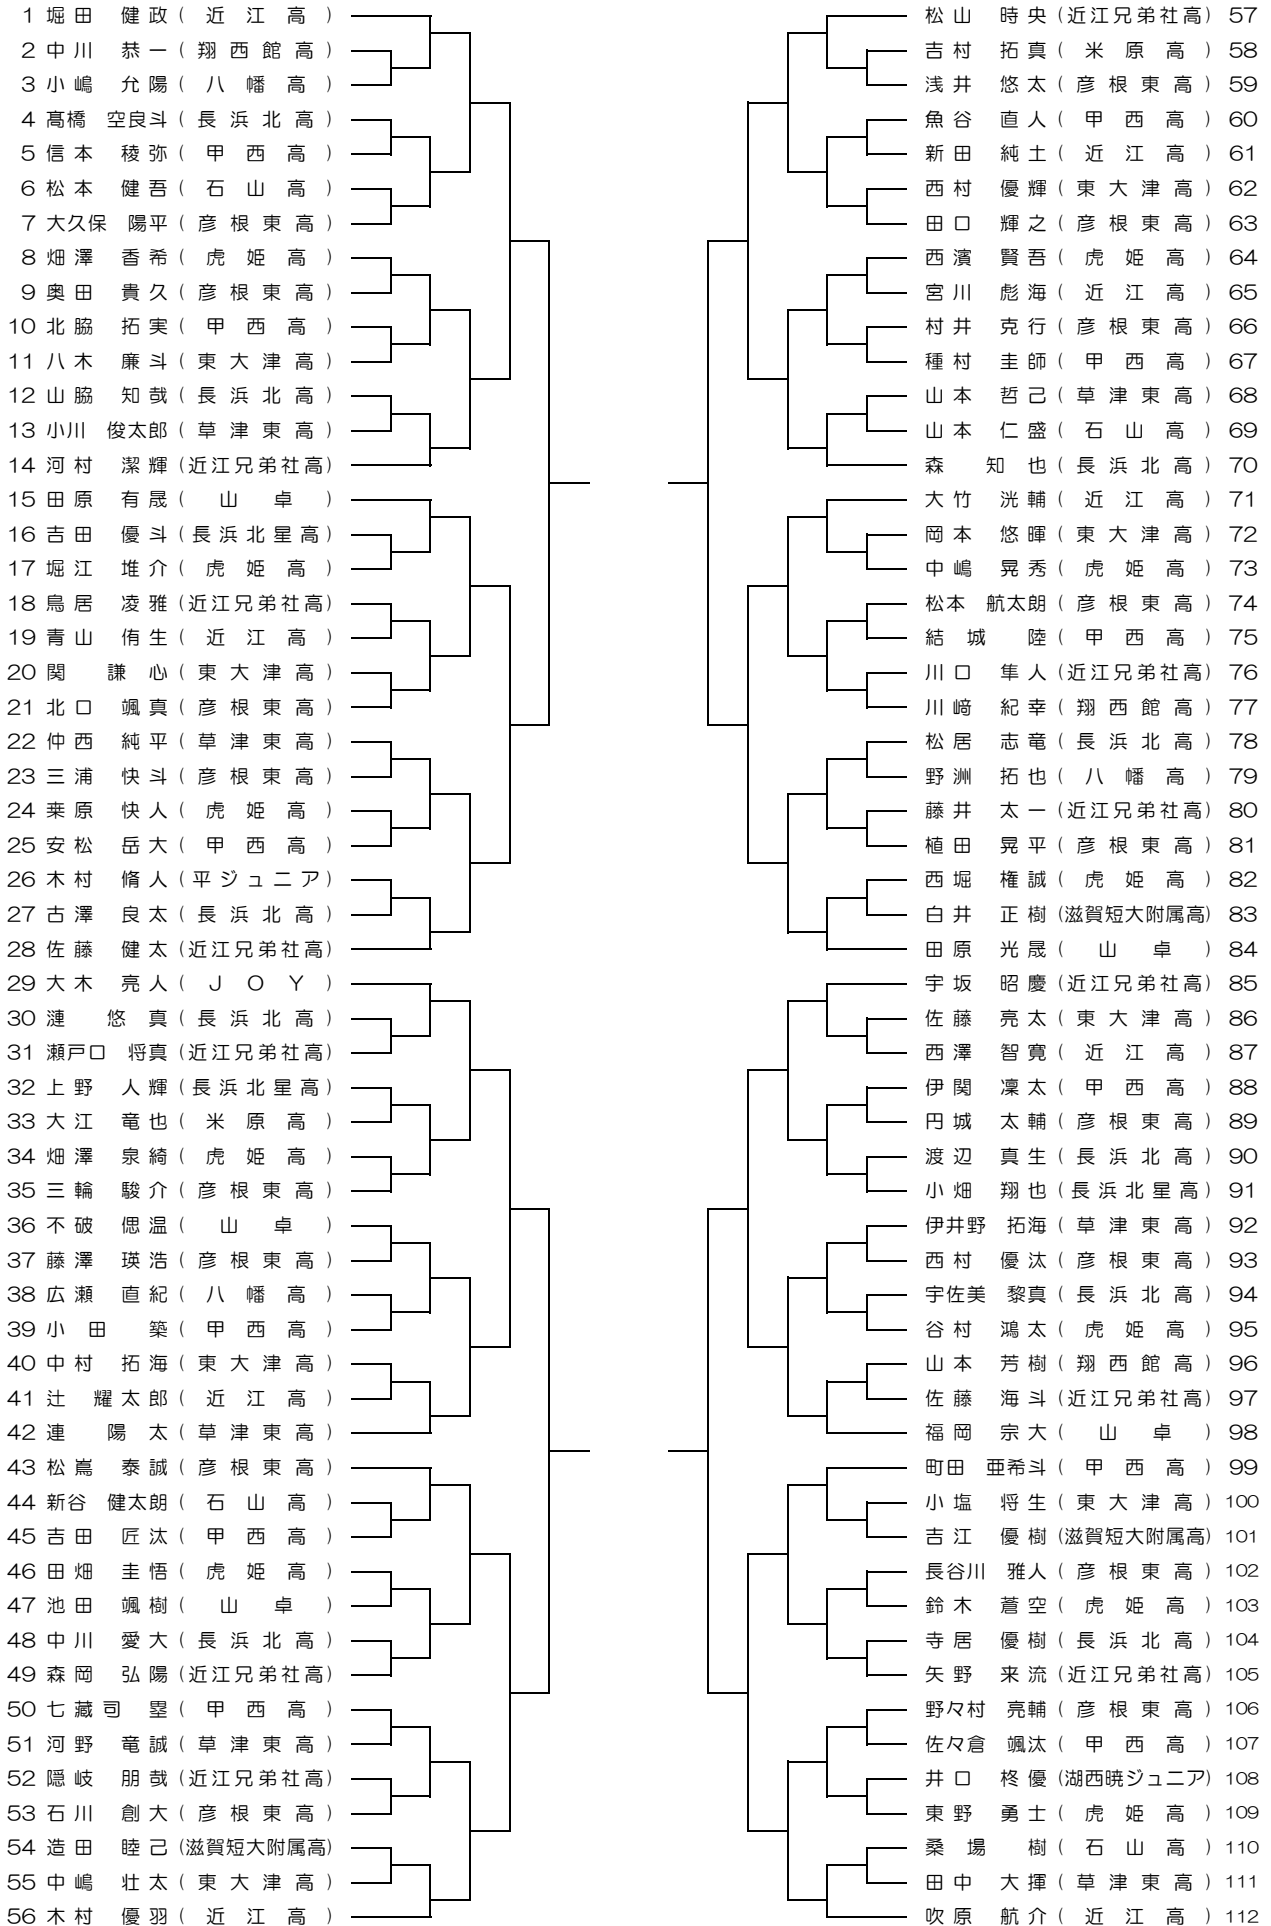 1 堀田 健政 ( 近江高 )
2 中川 恭一 ( 翔西館高 )
3 小嶋 允陽 ( 八幡高 )
4 髙橋 空良斗 ( 長浜北高 )
5 信本 稜弥 ( 甲西高 )
6 松本 健吾 ( 石山高 )
7 大久保 陽平 ( 彦根東高 )
8 畑澤 香希 ( 虎姫高 )
9 奥田 貴久 ( 彦根東高 )
10 北脇 拓実 ( 甲西高 )
11 八木 廉斗 ( 東大津高 )
12 山脇 知哉 ( 長浜北高 )
13 小川 俊太郎 ( 草津東高 )
14 河村 潔輝 (近江兄弟社高)
15 田原 有晟 ( 山卓 )
16 吉田 優斗 ( 長浜北星高 )
17 堀江 堆介 ( 虎姫高 )
18 鳥居 凌雅 (近江兄弟社高)
19 青山 侑生 ( 近江高 )
20 関 謙心 ( 東大津高 )
21 北口 颯真 ( 彦根東高 )
22 仲西 純平 ( 草津東高 )
23 三浦 快斗 ( 彦根東高 )
24 乗原 快人 ( 虎姫高 )
25 安松 岳大 ( 甲西高 )
26 木村 脩人 ( 平ジュニア )
27 古澤 良太 ( 長浜北高 )
28 佐藤 健太 (近江兄弟社高)
29 大木 亮人 ( JOY )
30 漣 悠真 ( 長浜北高 )
31 瀬戸口 将真 (近江兄弟社高)
32 上野 人輝 ( 長浜北星高 )
33 大江 竜也 ( 米原高 )
34 畑澤 泉綺 ( 虎姫高 )
35 三輪 駿介 ( 彦根東高 )
36 不破 偲温 ( 山卓 )
37 藤澤 瑛浩 ( 彦根東高 )
38 広瀬 直紀 ( 八幡高 )
39 小田 築 ( 甲西高 )
40 中村 拓海 ( 東大津高 )
41 辻 耀太郎 ( 近江高 )
42 連 陽太 ( 草津東高 )
43 松嶌 泰誠 ( 彦根東高 )
44 新谷 健太朗 ( 石山高 )
45 吉田 匠汰 ( 甲西高 )
46 田畑 圭悟 ( 虎姫高 )
47 池田 颯樹 ( 山卓 )
48 中川 愛大 ( 長浜北高 )
49 森岡 弘陽 (近江兄弟社高)
50 七藏司 塁 ( 甲西高 )
51 河野 竜誠 ( 草津東高 )
52 隠岐 朋哉 (近江兄弟社高)
53 石川 創大 ( 彦根東高 )
54 造田 睦己 (滋賀短大附属高)
55 中嶋 壮太 ( 東大津高 )
56 木村 優羽 ( 近江高 )
松山 時央 (近江兄弟社高) 57
吉村 拓真 ( 米原高 ) 58
浅井 悠太 ( 彦根東高 ) 59
魚谷 直人 ( 甲西高 ) 60
新田 純土 ( 近江高 ) 61
西村 優輝 ( 東大津高 ) 62
田口 輝之 ( 彦根東高 ) 63
西濱 賢吾 ( 虎姫高 ) 64
宮川 彪海 ( 近江高 ) 65
村井 克行 ( 彦根東高 ) 66
種村 圭師 ( 甲西高 ) 67
山本 哲己 ( 草津東高 ) 68
山本 仁盛 ( 石山高 ) 69
森 知也 ( 長浜北高 ) 70
大竹 洸輔 ( 近江高 ) 71
岡本 悠暉 ( 東大津高 ) 72
中嶋 晃秀 ( 虎姫高 ) 73
松本 航太朗 ( 彦根東高 ) 74
結城 陸 ( 甲西高 ) 75
川口 隼人 (近江兄弟社高) 76
川﨑 紀幸 ( 翔西館高 ) 77
松居 志竜 ( 長浜北高 ) 78
野洲 拓也 ( 八幡高 ) 79
藤井 太一 (近江兄弟社高) 80
植田 晃平 ( 彦根東高 ) 81
西堀 権誠 ( 虎姫高 ) 82
白井 正樹 (滋賀短大附属高) 83
田原 光晟 ( 山卓 ) 84
宇坂 昭慶 (近江兄弟社高) 85
佐藤 亮太 ( 東大津高 ) 86
西澤 智寛 ( 近江高 ) 87
伊関 凜太 ( 甲西高 ) 88
円城 太輔 ( 彦根東高 ) 89
渡辺 真生 ( 長浜北高 ) 90
小畑 翔也 ( 長浜北星高 ) 91
伊井野 拓海 ( 草津東高 ) 92
西村 優汰 ( 彦根東高 ) 93
宇佐美 黎真 ( 長浜北高 ) 94
谷村 鴻太 ( 虎姫高 ) 95
山本 芳樹 ( 翔西館高 ) 96
佐藤 海斗 (近江兄弟社高) 97
福岡 宗大 ( 山卓 ) 98
町田 亜希斗 ( 甲西高 ) 99
小塩 将生 ( 東大津高 ) 100
吉江 優樹 (滋賀短大附属高) 101
長谷川 雅人 ( 彦根東高 ) 102
鈴木 蒼空 ( 虎姫高 ) 103
寺居 優樹 ( 長浜北高 ) 104
矢野 来流 (近江兄弟社高) 105
野々村 亮輔 ( 彦根東高 ) 106
佐々倉 颯汰 ( 甲西高 ) 107
井口 柊優 (湖西暁ジュニア) 108
東野 勇士 ( 虎姫高 ) 109
桑場 樹 ( 石山高 ) 110
田中 大揮 ( 草津東高 ) 111
吹原 航介 ( 近江高 ) 112